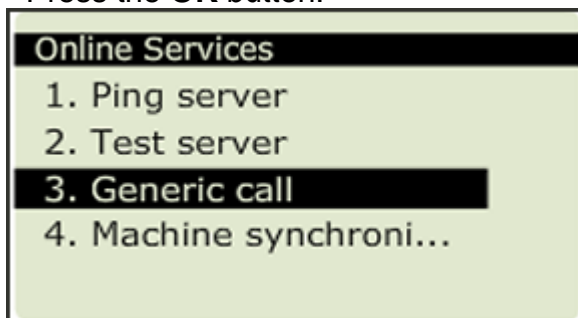 Press the OK button.
Online Services
1. Ping server
2. Test server
3. Generic call
4. Machine synchroni...